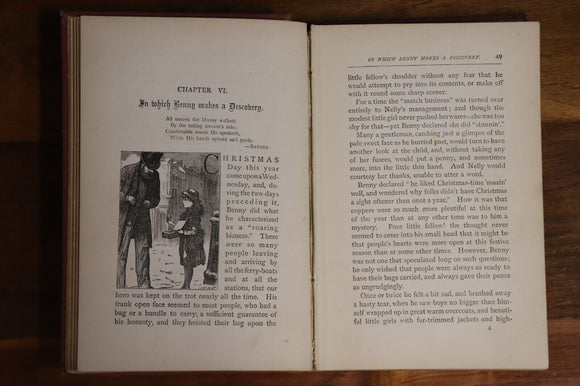 CHAPTER VI.
In which Benny makes a Discovery.
All unseen the Master walketh
By the toiling servant's side;
Comfortable words He speaketh,
While His hands uphold and guide.
—BAYNES.
CHRISTMAS
Day this year
came upon a Wed-
nesday, and, du-
ring the two days
preceding it,
Benny did what
he characterized
as a "roaring
bizness." There
were so many
people leaving
and arriving by
all the ferry-boats
and at all the
stations, that our
hero was kept on the trot nearly all the time. His
frank open face seemed to most people, who had a
bag or a bundle to carry, a sufficient guarantee of
his honesty, and they hoisted their bag upon the
IN WHICH BENNY MAKES A DISCOVERY. 49
little fellow's shoulder without any fear that he
would attempt to pry into its contents, or make off
with it round some sharp corner.
For a time the "match business" was turned over
entirely to Nelly's management; and though the
modest little girl never pushed her wares—she was too
shy for that—yet Benny declared she did "stunnin'."
Many a gentleman, catching just a glimpse of the
pale sweet face as he hurried past, would turn to have
another look at the child, and, without taking any
of her fusees, would put a penny, and sometimes
more, into the little thin hand. And Nelly would
courtesy her thanks, unable to utter a word.
Benny declared "he liked Christmas-time 'mazin'
well, and wondered why folks didn't have Christmas
a sight oftener than once a year." How it was that
coppers were so much more plentiful at this time
of the year than at any other time was to him a
mystery. Poor little fellow! the thought never
seemed to enter into his small head that it might be
that people's hearts were more open at this festive
season than at some other times. However, Benny
was not one that speculated long on such questions;
he only wished that people were always as ready to
have their bags carried, and always gave their pence
as ungrudgingly.
Once or twice he felt a bit sad, and brushed away
a hasty tear, when he saw boys no bigger than him-
self wrapped up in great warm overcoats, and beauti-
ful little girls with fur-trimmed jackets and high-
4